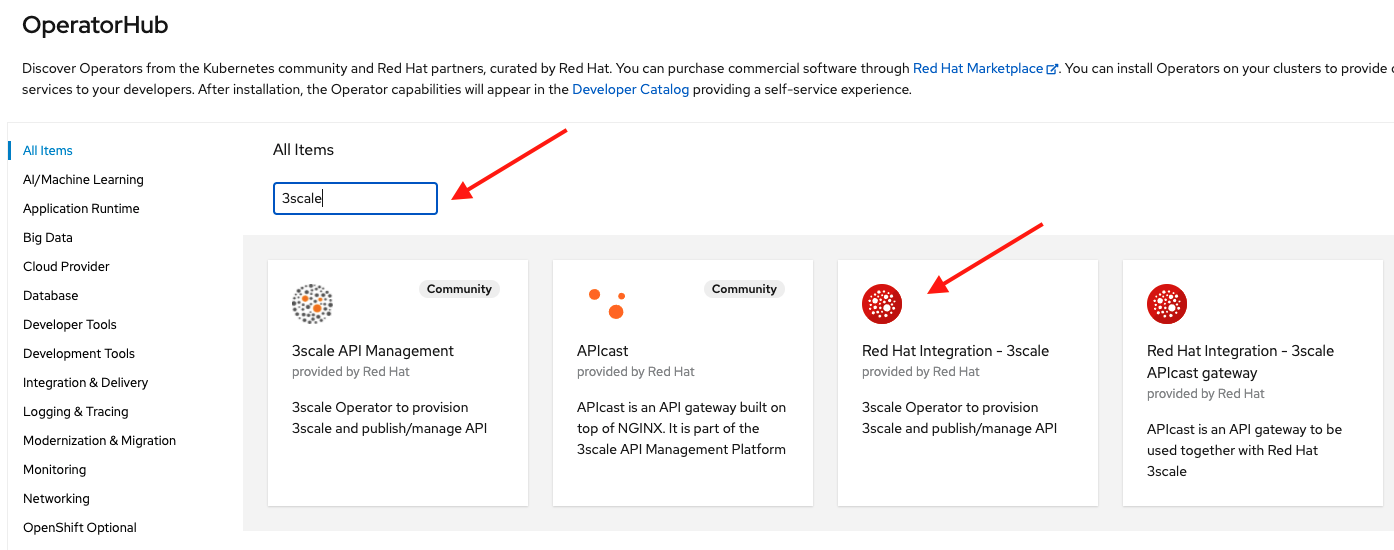 OperatorHub
Discover Operators from the Kubernetes community and Red Hat partners, curated by Red Hat. You can purchase commercial software through Red Hat Marketplace. You can install Operators on your clusters to provide
services to your developers. After installation, the Operator capabilities will appear in the Developer Catalog providing a self-service experience.
All Items
AI/Machine Learning
Application Runtime
Big Data
Cloud Provider
Database
Developer Tools
Development Tools
Integration & Delivery
Logging & Tracing
Modernization & Migration
Monitoring
Networking
OpenShift Optional
All Items
3scale
Community
3scale API Management
provided by Red Hat
3scale Operator to provision
3scale and publish/manage API
Community
APIcast
provided by Red Hat
APIcast is an API gateway built on
top of NGINX. It is part of the
3scale API Management Platform
Red Hat Integration - 3scale
provided by Red Hat
3scale Operator to provision
3scale and publish/manage API
Red Hat Integration - 3scale
APIcast gateway
provided by Red Hat
APIcast is an API gateway to be
used together with Red Hat
3scale